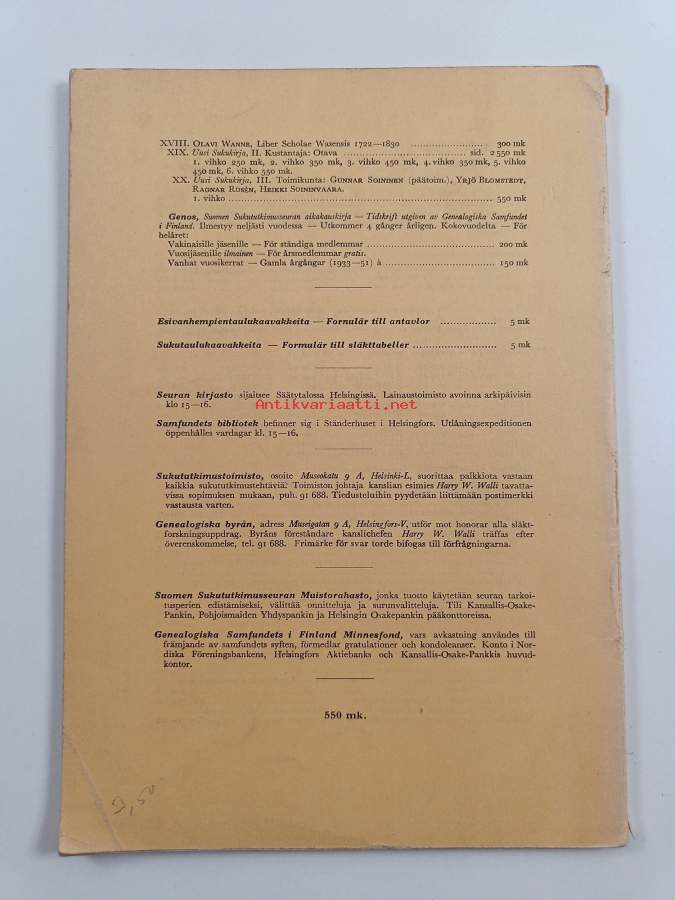 XVIII. OLAVI WANNE, Liber Scholae Wasensis 1722—1830 ........................ 300 mk
XIX. Uusi Sukukirja, II. Kustantaja: Otava ........................................ sid. 2 550 mk
1. vihko 250 mk, 2. vihko 350 mk, 3. vihko 450 mk, 4. vihko 350 mk, 5. vihko
450 mk, 6. vihko 550 mk.
XX. Uusi Sukukirja, III. Toimikunta: GUNNAR SOININEN (päätoim.), YRJÖ BLOMSTEDT,
RAGNAR ROSÉN, HEIKKI SOININVAARA.
1. vihko ........................................................................ 550 mk
Genos, Suomen Sukututkimusseuran aikakauskirja — Tidskrift utgiven av Genealogiska Samfundet
i Finland. Ilmestyy neljästi vuodessa — Utkommer 4 gånger årligen. Kokovuodelta — För
helåret:
Vakinaisille jäsenille — För ständiga medlemmar ........................................ 200 mk
Vuosijäsenille ilmainen — För årsmedlemmar gratis.
Vanhat vuosikerrat — Gamla årgångar (1933—51) à ................................ 150 mk
Esivanhempientaulukaavakkeita — Fornulär till antavlor .................. 5 mk
Sukutaulukaavakkeita — Formulär till släkttabeller ........................... 5 mk
Seuran kirjasto sijaitsee Säätytalossa Helsingissä. Lainaustoimisto avoinna arkipäivisin
klo 15—16.
Antikvariaatti.net
Samfundets bibliotek befinner sig i Ständerhuset i Helsingfors. Utlåningsexpeditionen
öppenhålles vardagar kl. 15—16.
Sukututkimustoimisto, osoite Museokatu 9 A, Helsinki-L, suorittaa palkkiota vastaan
kaikkia sukututkimustehtäviä. Toimiston johtaja kanslian esimies Harry W. Walli tavatta-
vissa sopimuksen mukaan, puh. 91 688. Tiedusteluihin pyydetään liittämään postimerkki
vastausta varten.
Genealogiska byrån, adress Museigatan 9 A, Helsingfors-V, utför mot honorar alla släkt-
forskningsuppdrag. Byråns föreståndare kanslichefen Harry W. Walli träffas efter
överenskommelse, tel. 91 688. Frimärke för svar torde bifogas till förfrågningarna.
Suomen Sukututkimusseuran Muistorahasto, jonka tuotto käytetään seuran tarkoi-
tusperien edistämiseksi, välittää onnitteluja ja surunvalitteluja. Tili Kansallis-Osake-
Pankin, Pohjoismaiden Yhdyspankin ja Helsingin Osakepankin pääkonttoreissa.
Genealogiska Samfundets i Finland Minnesfond, vars avkastning användes till
främjande av samfundets syften, förmedlar gratulationer och kondoleanser. Konto i Nor-
diska Föreningsbankens, Helsingfors Aktiebanks och Kansallis-Osake-Pankkis huvud-
kontor.
550 mk.
5,50